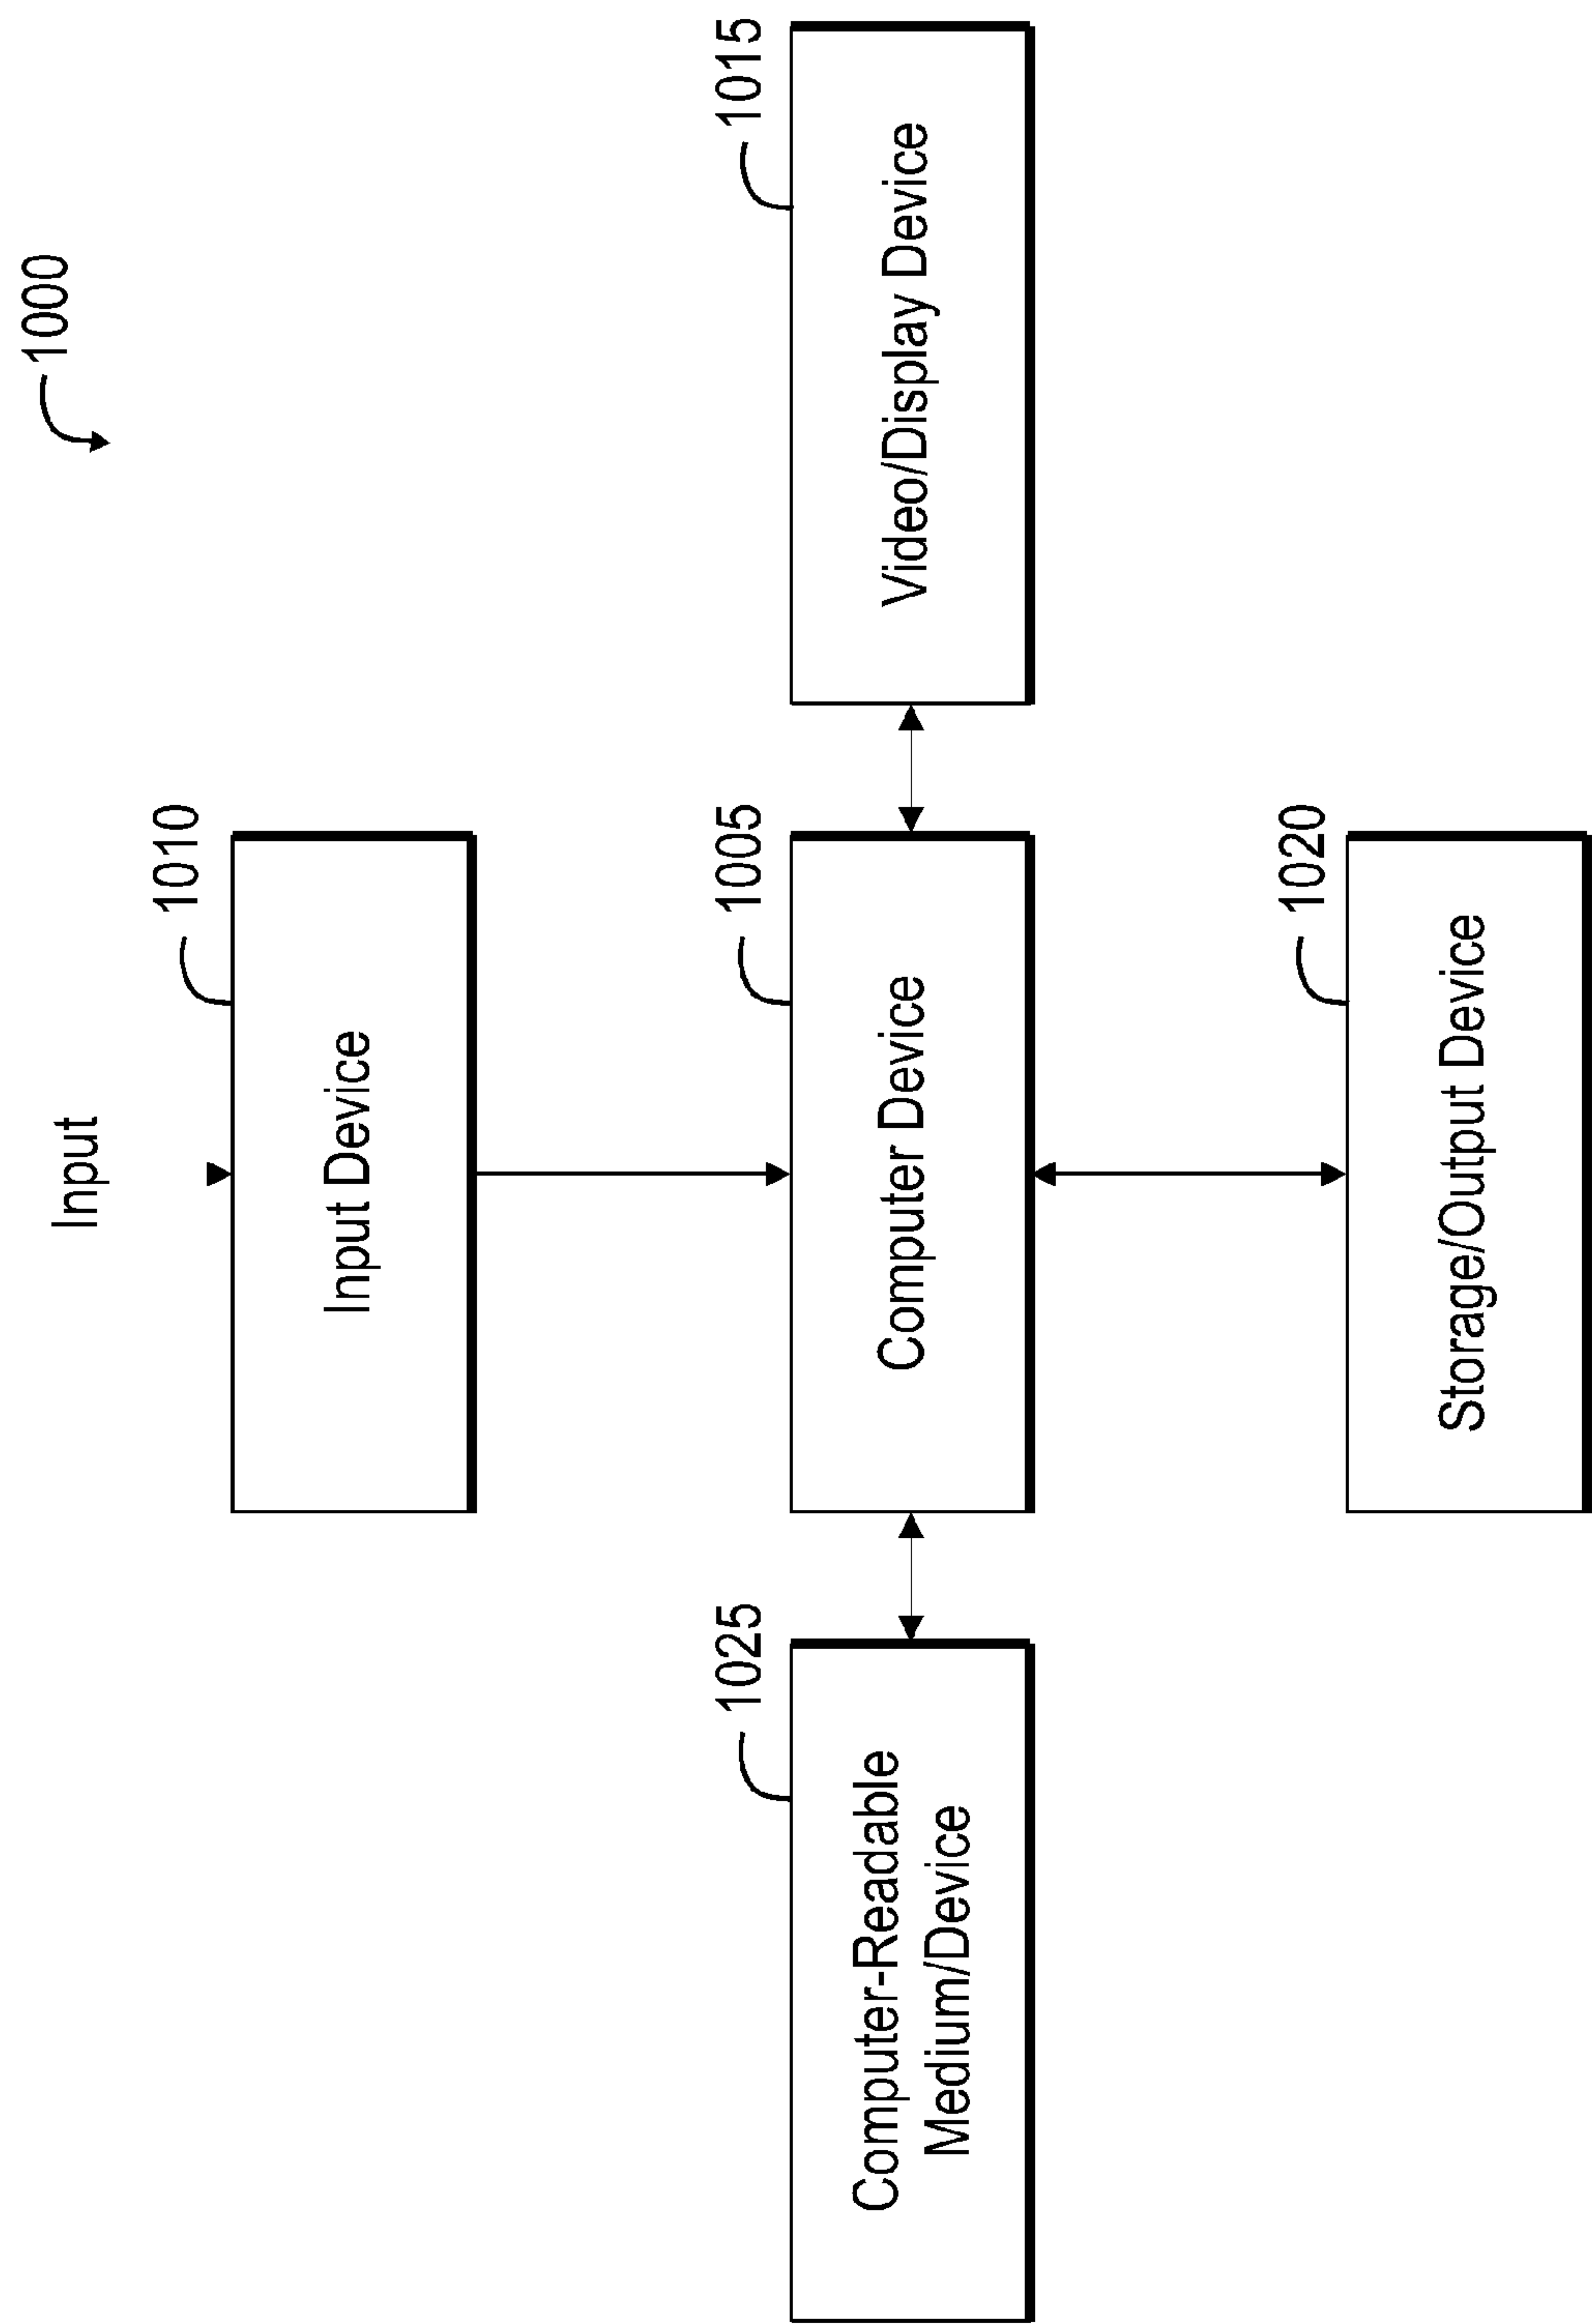 1000
Input
1010
Input Device
1025
Computer-Readable
Medium/Device
1005
Computer Device
1015
Video/Display Device
1020
Storage/Output Device